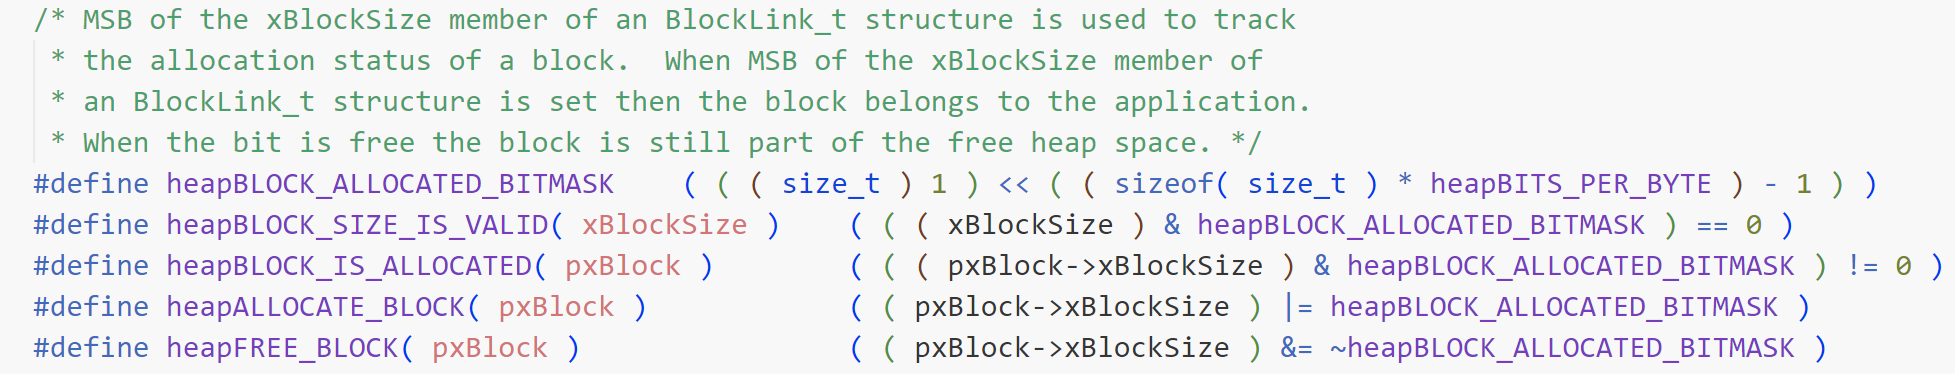 /* MSB of the xBlockSize member of an BlockLink_t structure is used to track
 * the allocation status of a block.  When MSB of the xBlockSize member of
 * an BlockLink_t structure is set then the block belongs to the application.
 * When the bit is free the block is still part of the free heap space. */
#define heapBLOCK_ALLOCATED_BITMASK    ( ( ( size_t ) 1 ) << ( ( sizeof( size_t ) * heapBITS_PER_BYTE ) - 1 ) )
#define heapBLOCK_SIZE_IS_VALID( xBlockSize )    ( ( ( xBlockSize ) & heapBLOCK_ALLOCATED_BITMASK ) == 0 )
#define heapBLOCK_IS_ALLOCATED( pxBlock )        ( ( ( pxBlock->xBlockSize ) & heapBLOCK_ALLOCATED_BITMASK ) != 0 )
#define heapALLOCATE_BLOCK( pxBlock )            ( ( pxBlock->xBlockSize ) |= heapBLOCK_ALLOCATED_BITMASK )
#define heapFREE_BLOCK( pxBlock )                ( ( pxBlock->xBlockSize ) &= ~heapBLOCK_ALLOCATED_BITMASK )